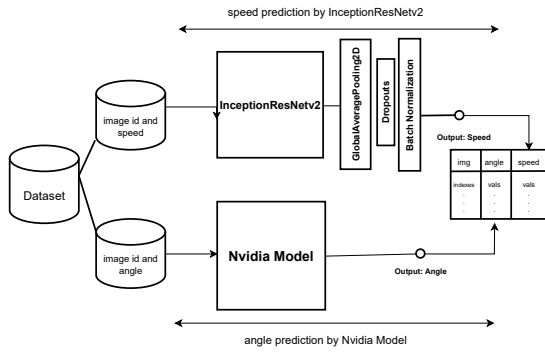 speed prediction by InceptionResNetv2
image id and
speed
InceptionResNetv2
GlobalAveragePooling2D
Dropouts
Batch Normalization
Output: Speed
img angle speed
indexes vals vals
. . .
. . .
. . .
Dataset
image id and
angle
Nvidia Model
Output: Angle
angle prediction by Nvidia Model